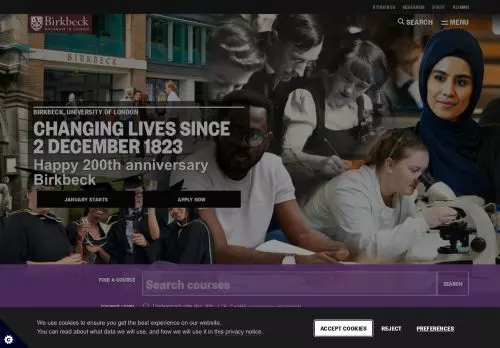 STUDENTS RESEARCH STAFF ALUMNI
Birkbeck
UNIVERSITY OF LONDON
SEARCH
MENU
BIRKBECK
BIRKBECK, UNIVERSITY OF LONDON
CHANGING LIVES SINCE
2 DECEMBER 1823
Happy 200th anniversary
Birkbeck
JANUARY STARTS
APPLY NOW
FIND A COURSE
Search courses
SEARCH
COURSE LEVEL
We use cookies to ensure you get the best experience on our website.
You can read about what data we will use, and how we will use it in this privacy notice.
ACCEPT COOKIES
REJECT
PREFERENCES